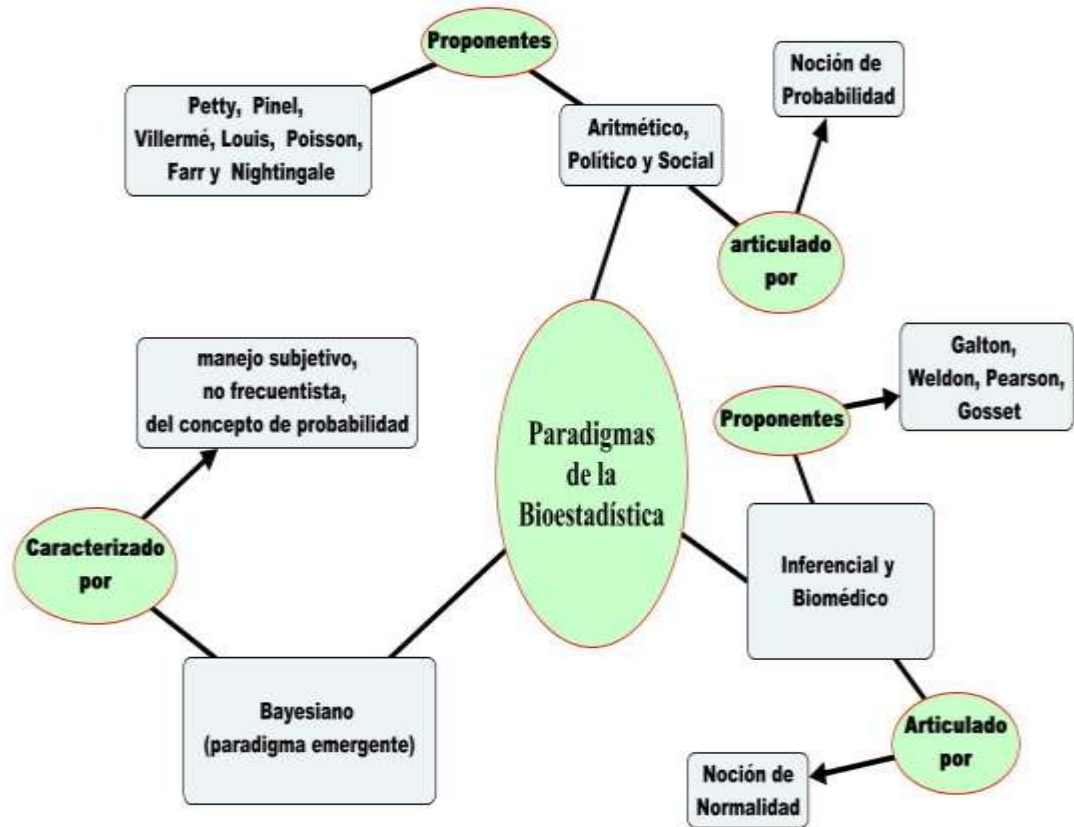 Proponentes
Petty, Pinel,
Villermé, Louis, Poisson,
Farr y Nightingale
Aritmético,
Político y Social
Noción de
Probabilidad
articulado
por
manejo subjetivo,
no frecuentista,
del concepto de probabilidad
Paradigmas
de la
Bioestadística
Proponentes
Galton,
Weldon, Pearson,
Gosset
Caracterizado
por
Inferencial y
Biomédico
Bayesiano
(paradigma emergente)
Articulado
por
Noción de
Normalidad